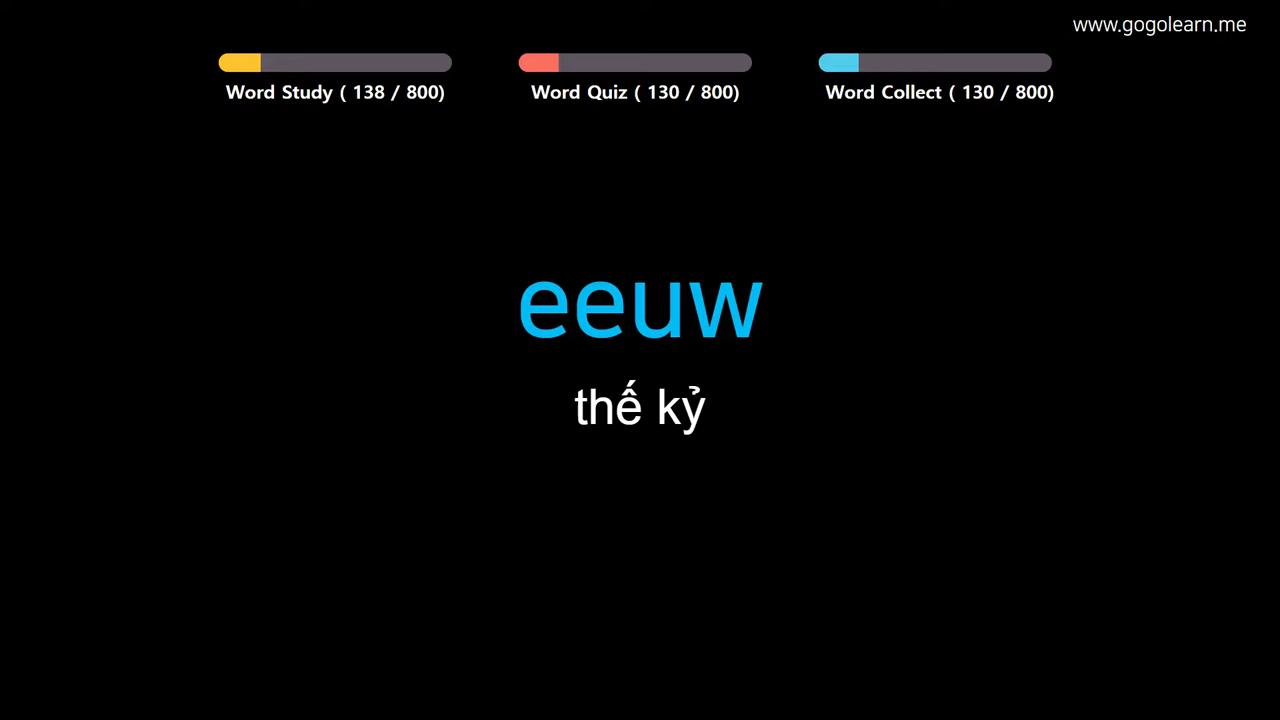 www.gogolearn.me
Word Study ( 138 / 800)
Word Quiz ( 130 / 800)
Word Collect ( 130 / 800)
eeuw
thế kỷ